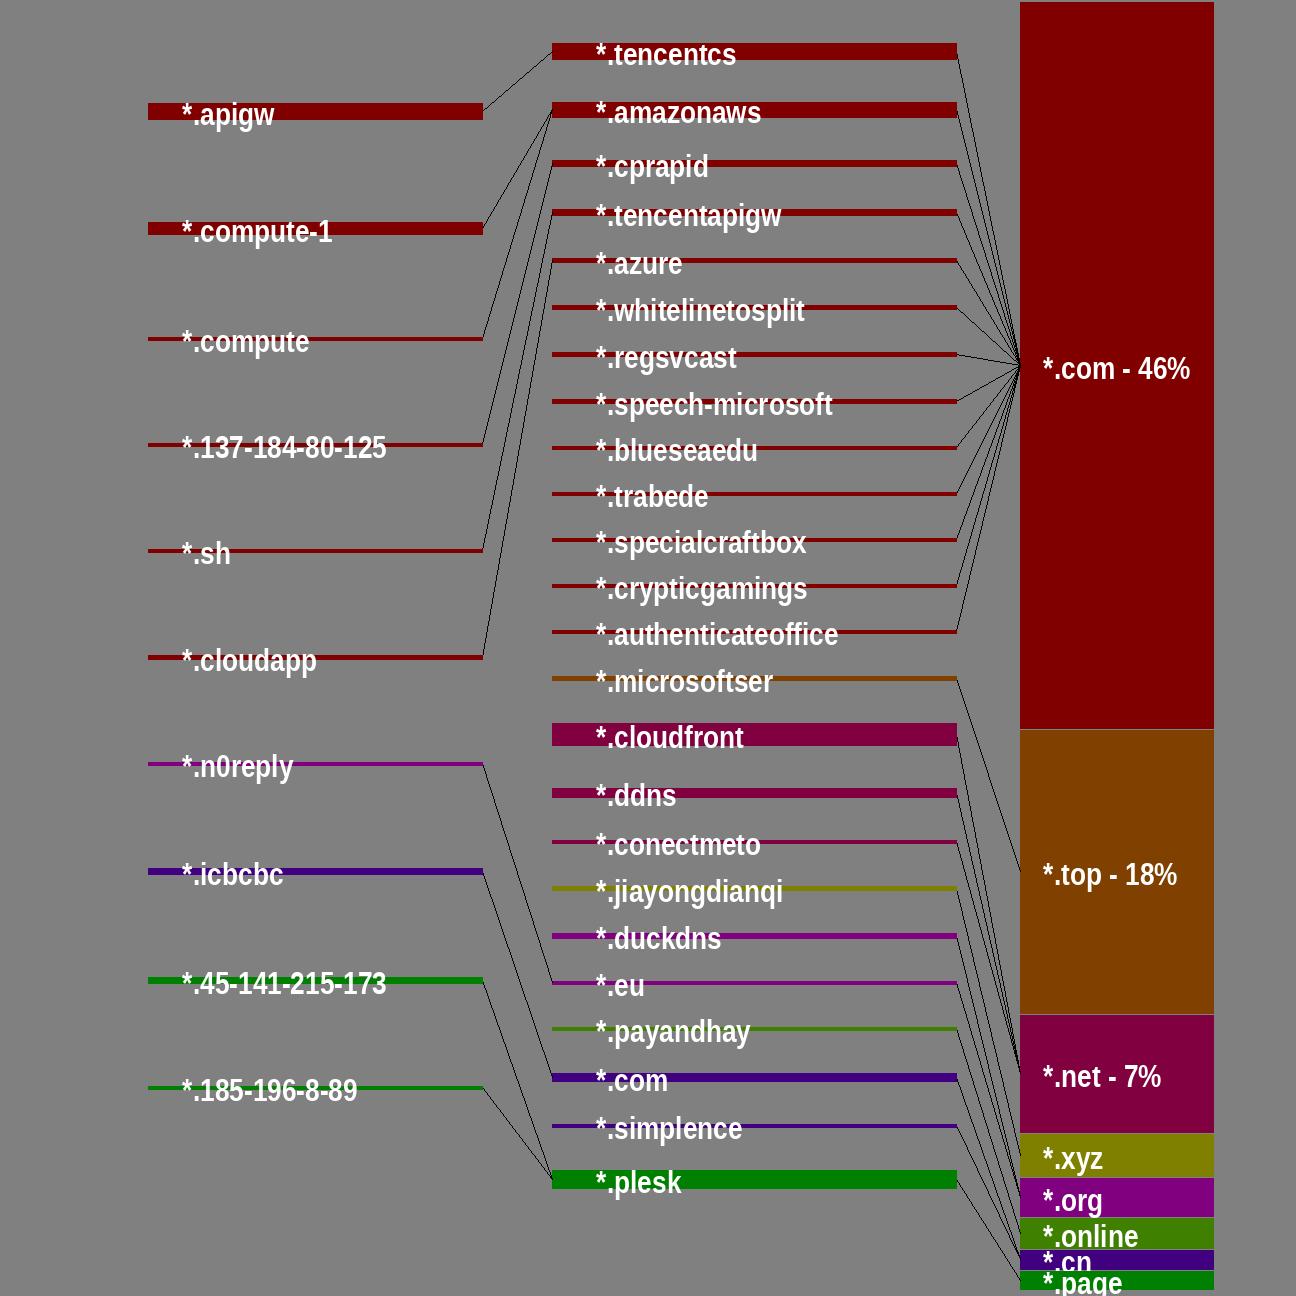 *.apigw
*.compute-1
*.compute
*.137-184-80-125
*.sh
*.cloudapp
*.n0reply
*.icbcbc
*.45-141-215-173
*.185-196-8-89
*.tencentcs
*.amazonaws
*.cprapid
*.tencentapigw
*.azure
*.whitelinetosplit
*.regsvcast
*.speech-microsoft
*.blueseaedu
*.trabede
*.specialcraftbox
*.crypticgamings
*.authenticateoffice
*.microsoftser
*.cloudfront
*.ddns
*.conectmeto
*.jiayongdianqi
*.duckdns
*.eu
*.payandhay
*.com
*.simplence
*.plesk
*.com - 46%
*.top - 18%
*.net - 7%
*.xyz
*.org
*.online
*.cn
*.page